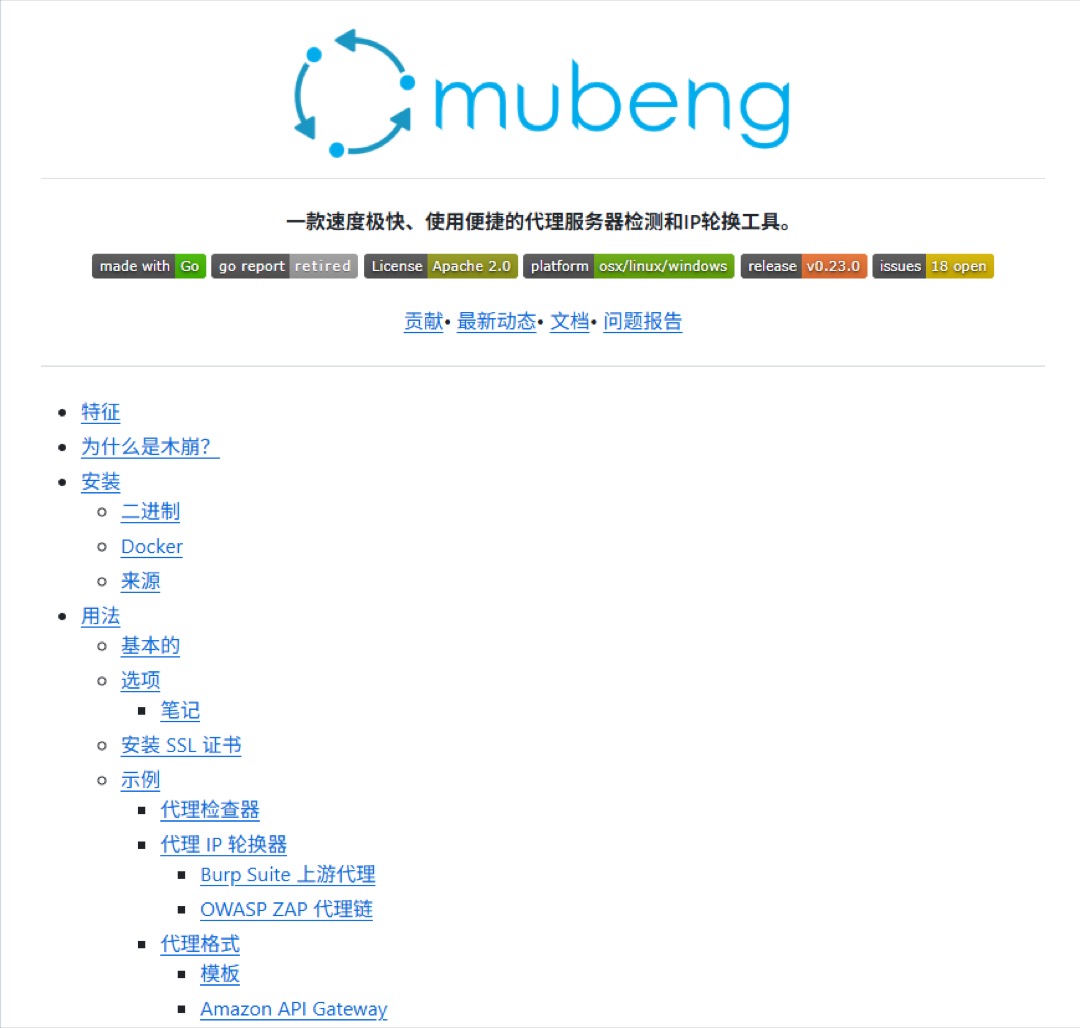 mubeng
一款速度极快、使用便捷的代理服务器检测和IP轮换工具。
made with Go go report retired License Apache 2.0 platform osx/linux/windows release v0.23.0 issues 18 open
贡献• 最新动态• 文档• 问题报告
特征
为什么是木崩？
安装
二进制
Docker
来源
用法
基本的
选项
笔记
安装 SSL 证书
示例
代理检查器
代理 IP 轮换器
Burp Suite 上游代理
OWASP ZAP 代理链
代理格式
模板
Amazon API Gateway